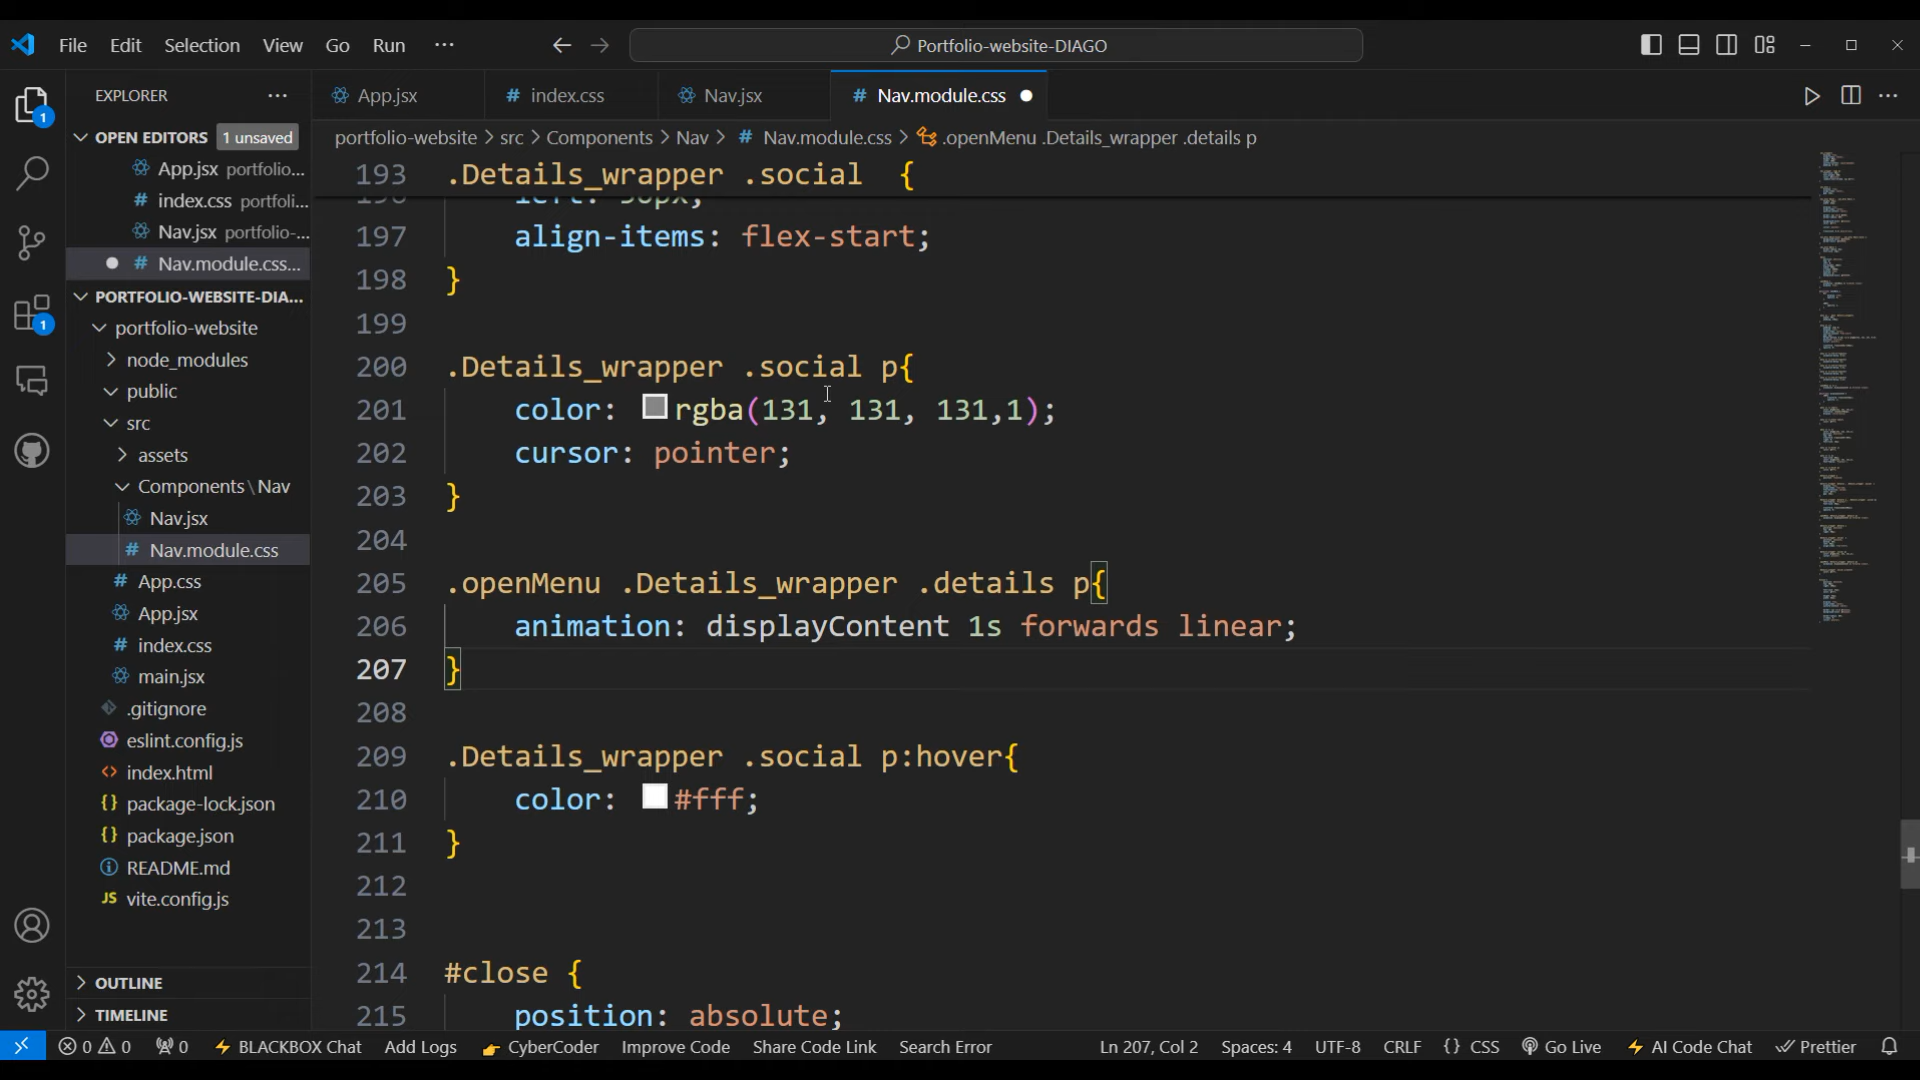 File Edit Selection View Go Run ··· Portfolio-website-DIAGO
EXPLORER ···
App.jsx index.css Nav.jsx # Nav.module.css
OPEN EDITORS 1 unsaved
App.jsx portfolio...
# index.css portfoli...
Nav.jsx portfolio-...
# Nav.module.css...
PORTFOLIO-WEBSITE-DIA...
portfolio-website
node_modules
public
src
assets
Components\Nav
Nav.jsx
# Nav.module.css
# App.css
App.jsx
# index.css
main.jsx
.gitignore
eslint.config.js
<> index.html
{} package-lock.json
{} package.json
README.md
JS vite.config.js
OUTLINE
TIMELINE
portfolio-website > src > Components > Nav > # Nav.module.css > .openMenu .Details_wrapper .details p
193 .Details_wrapper .social  {
197 align-items: flex-start;
198 }
199
200 .Details_wrapper .social p{
201 color: rgba(131, 131, 131,1);
202 cursor: pointer;
203 }
204
205 .openMenu .Details_wrapper .details p{
206 animation: displayContent 1s forwards linear;
207 }
208
209 .Details_wrapper .social p:hover{
210 color: #fff;
211 }
212
213
214 #close {
215 position: absolute;
0 0 0 BLACKBOX Chat Add Logs CyberCoder Improve Code Share Code Link Search Error Ln 207, Col 2 Spaces: 4 UTF-8 CRLF {} CSS Go Live AI Code Chat Prettier